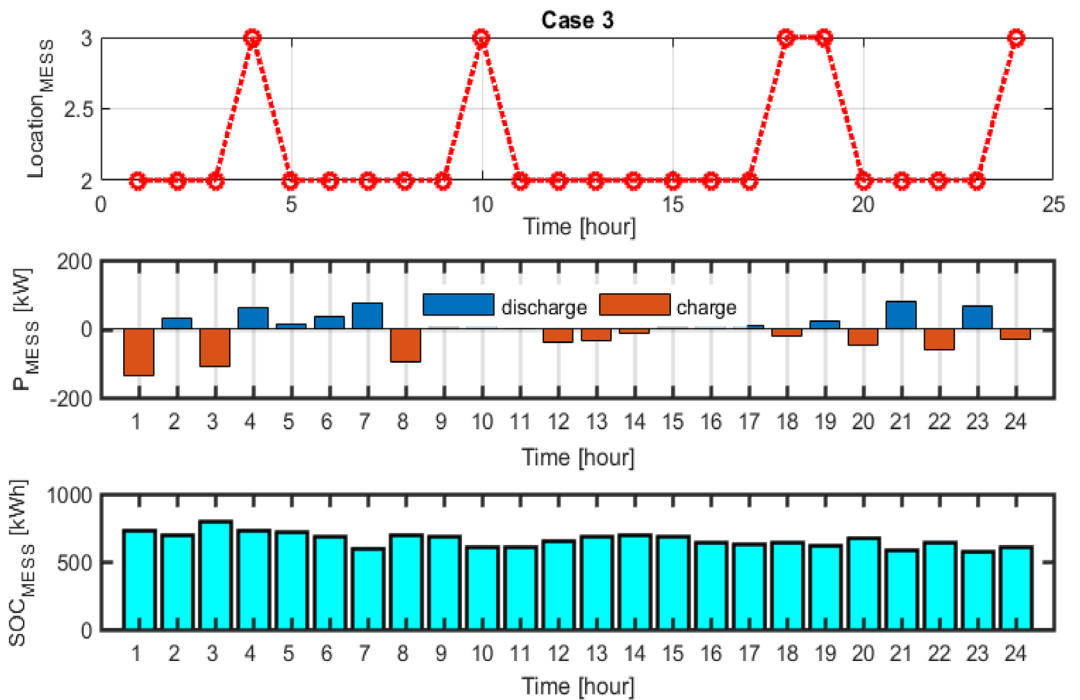 Case 3
Location_MESS
3
2.5
2
0 5 10 15 20 25
Time [hour]
P_MESS [kW]
200
0
-200
discharge charge
1 2 3 4 5 6 7 8 9 10 11 12 13 14 15 16 17 18 19 20 21 22 23 24
Time [hour]
SOC_MESS [kWh]
1000
500
0
1 2 3 4 5 6 7 8 9 10 11 12 13 14 15 16 17 18 19 20 21 22 23 24
Time [hour]